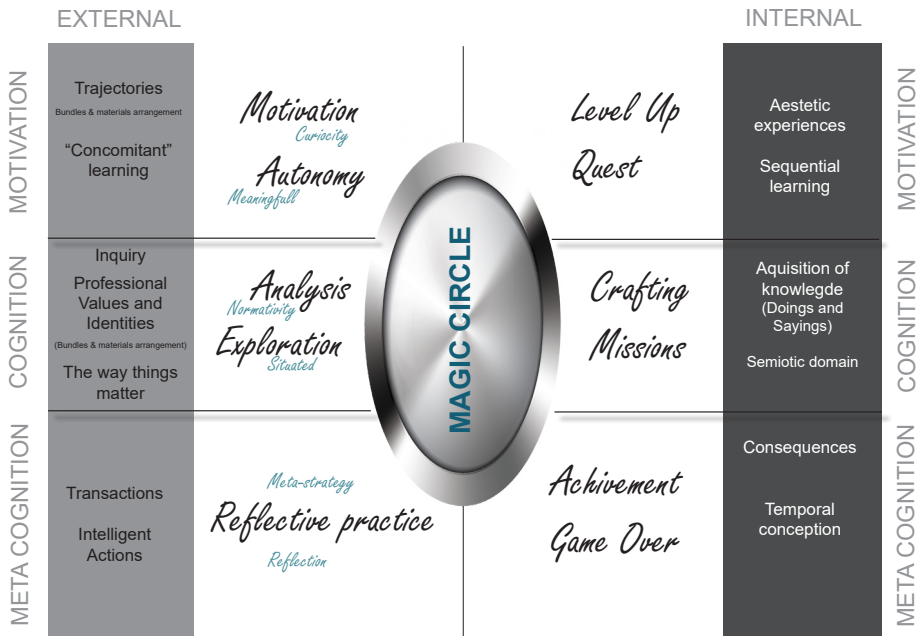 EXTERNAL
INTERNAL
MOTIVATION
Trajectories
Bundles & materials arrangement
“Concomitant”
learning
Motivation
Curiocity
Autonomy
Meaningfull
Level Up
Quest
Aestetic
experiences
Sequential
learning
MOTIVATION
COGNITION
Inquiry
Professional
Values and
Identities
(Bundles & materials arrangement)
The way things
matter
Analysis
Normativity
Exploration
Situated
MAGIC CIRCLE
Crafting
Missions
Aquisition of
knowlegde
(Doings and
Sayings)
Semiotic domain
COGNITION
META COGNITION
Transactions
Intelligent
Actions
Meta-strategy
Reflective practice
Reflection
Achivement
Game Over
Consequences
Temporal
conception
META COGNITION